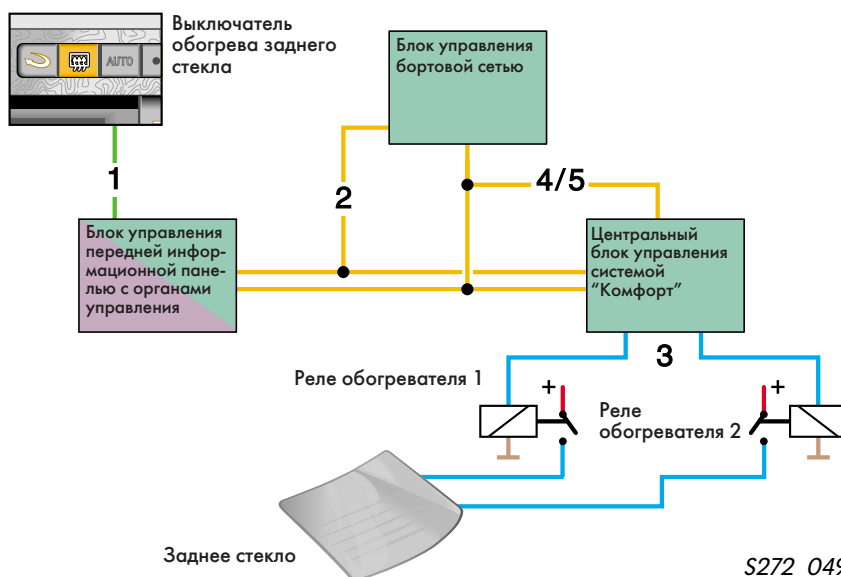 Выключатель
обогрева заднего
стекла
AUTO
Блок управления
бортовой сетью
1
2
4/5
Блок управления
передней инфор-
мационной пане-
лью с органами
управления
Центральный
блок управления
системой
“Комфорт”
3
Реле обогревателя 1
+
+
Реле
обогревателя 2
Заднее стекло
S272_049